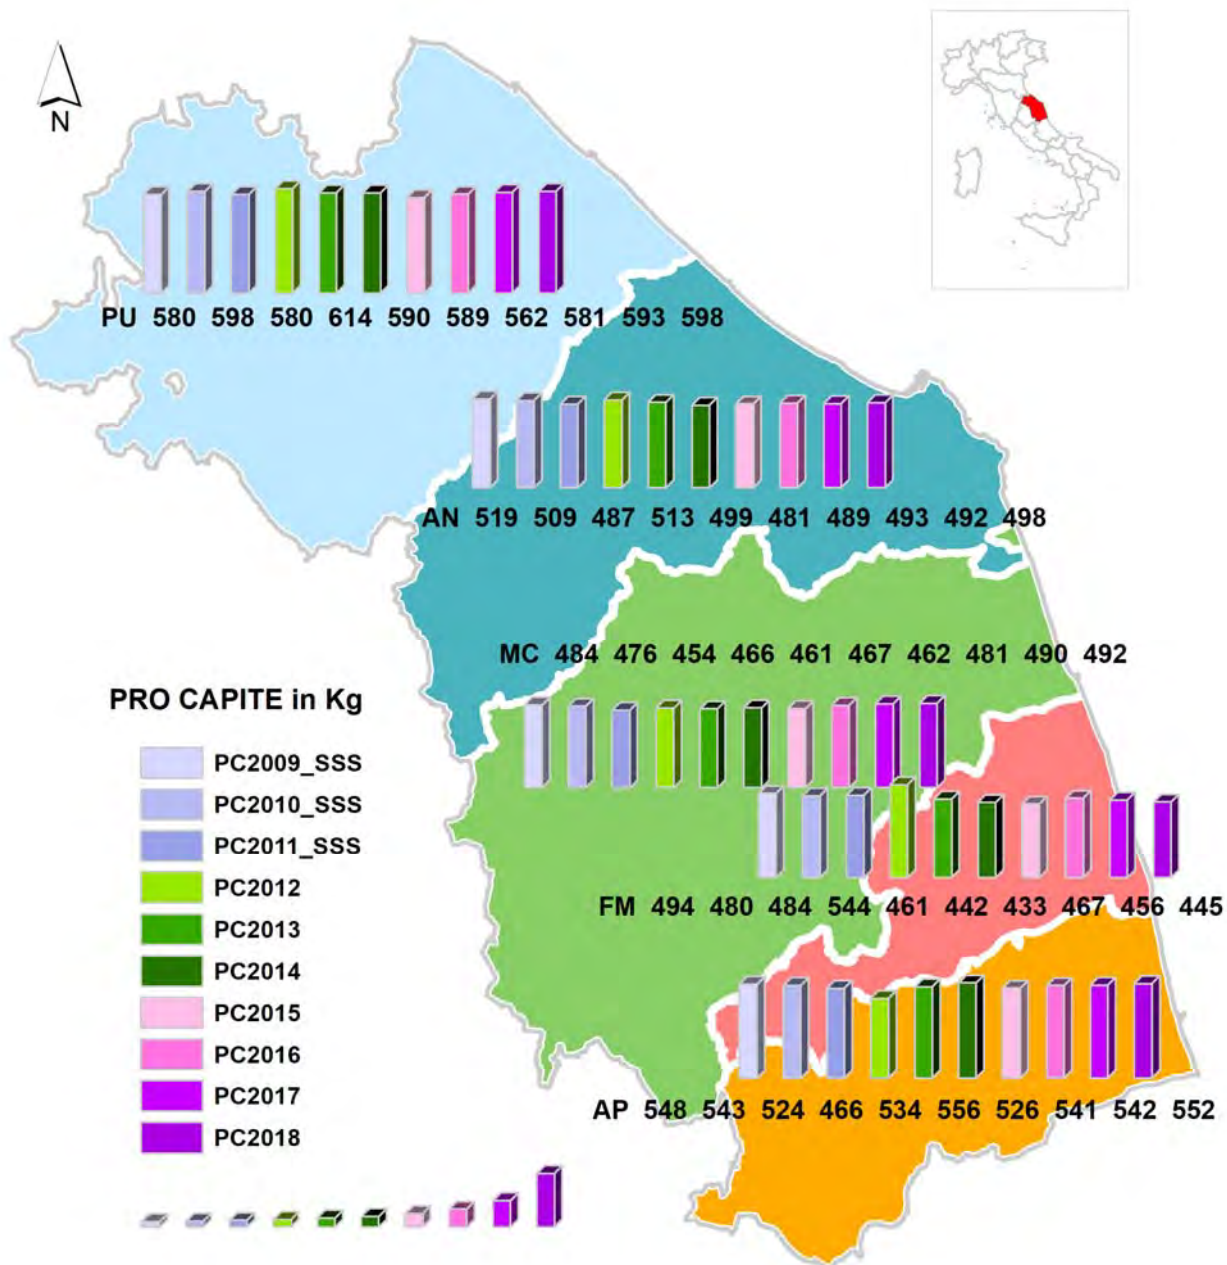 N
PU 580 598 580 614 590 589 562 581 593 598
AN 519 509 487 513 499 481 489 493 492 498
MC 484 476 454 466 461 467 462 481 490 492
PRO CAPITE in Kg
PC2009_SSS
PC2010_SSS
PC2011_SSS
PC2012
PC2013
PC2014
PC2015
PC2016
PC2017
PC2018
FM 494 480 484 544 461 442 433 467 456 445
AP 548 543 524 466 534 556 526 541 542 552